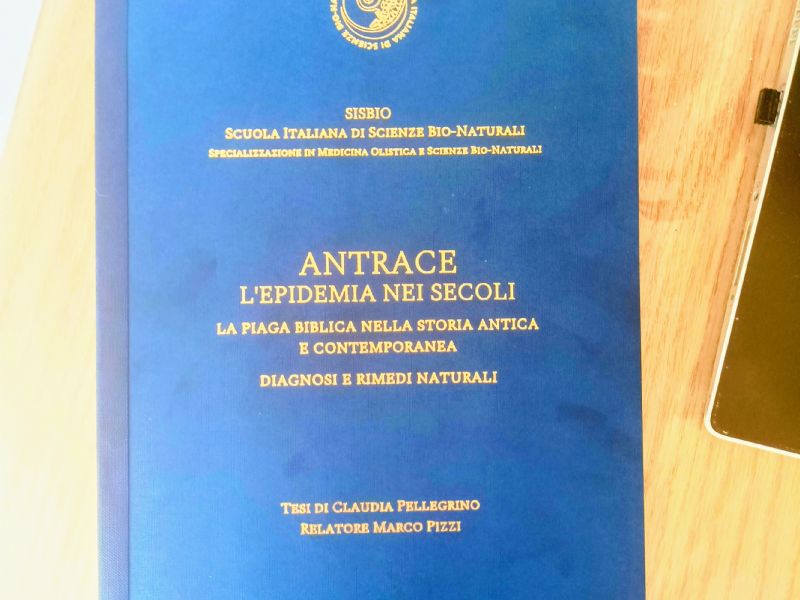 SISBIO
SCUOLA ITALIANA DI SCIENZE BIO-NATURALI
SPECIALIZZAZIONE IN MEDICINA OLISTICA E SCIENZE BIO-NATURALI
ANTRACE
L'EPIDEMIA NEI SECOLI
LA PIAGA BIBLICA NELLA STORIA ANTICA
E CONTEMPORANEA
DIAGNOSI E RIMEDI NATURALI
TESI DI CLAUDIA PELLEGRINO
RELATORE MARCO PIZZI